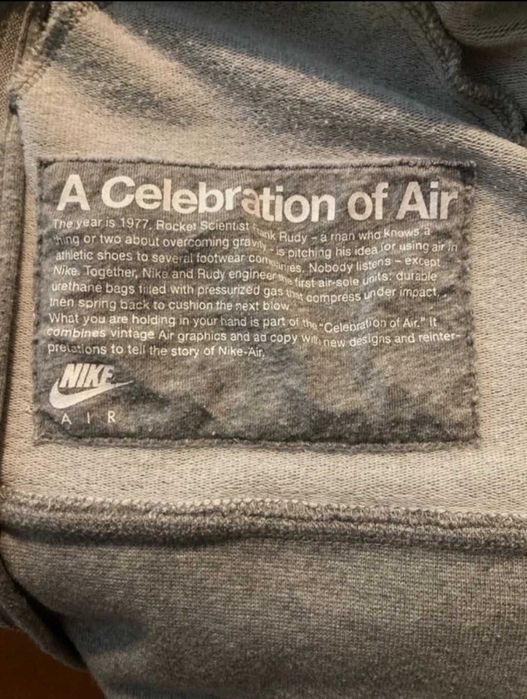 A Celebration of Air
The year is 1977. Rocket Scientist Frank Rudy – a man who knows a
thing or two about overcoming gravity – is pitching his idea for using air in
athletic shoes to several footwear companies. Nobody listens – except
Nike. Together, Nike and Rudy engineer the first air-sole units: durable
urethane bags filled with pressurized gas that compress under impact,
then spring back to cushion the next blow.
What you are holding in your hand is part of the "Celebration of Air." It
combines vintage Air graphics and ad copy with new designs and reinter-
pretations to tell the story of Nike-Air.
NIKE
AIR